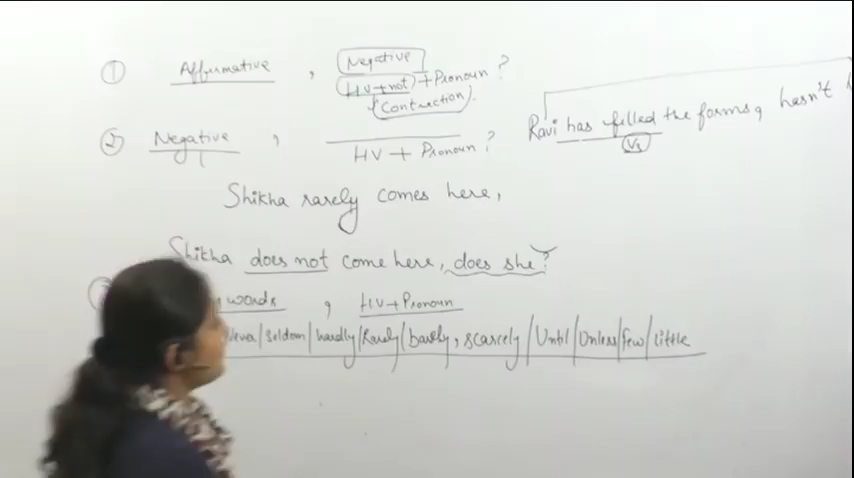 ① Affirmative , Negative
HV+not + Pronoun ?
(Contraction).
② Negative , HV + Pronoun ?
Ravi has filled the forms, hasn't
V₃
Shikha rarely comes here,
Shikha does not come here, does she?
words , HV+Pronoun
Never/Seldom/hardly/Rarely/barely, scarcely/Until/Unless/few/little